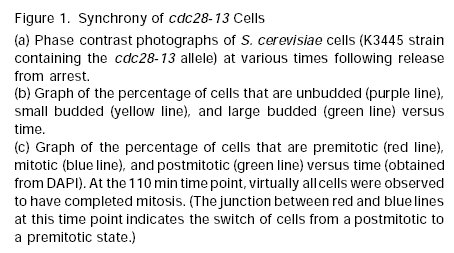 Figure 1. Synchrony of cdc28-13 Cells
(a) Phase contrast photographs of S. cerevisiae cells (K3445 strain
containing the cdc28-13 allele) at various times following release
from arrest.
(b) Graph of the percentage of cells that are unbudded (purple line),
small budded (yellow line), and large budded (green line) versus
time.
(c) Graph of the percentage of cells that are premitotic (red line),
mitotic (blue line), and postmitotic (green line) versus time (obtained
from DAPI). At the 110 min time point, virtually all cells were observed
to have completed mitosis. (The junction between red and blue lines
at this time point indicates the switch of cells from a postmitotic to
a premitotic state.)